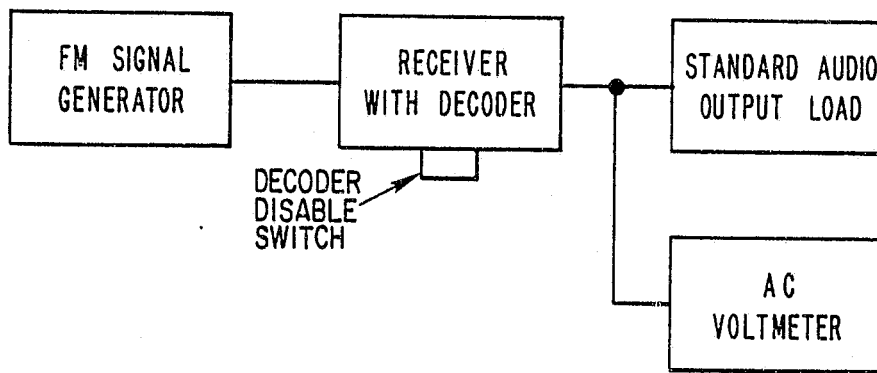 FM SIGNAL
GENERATOR
RECEIVER
WITH DECODER
STANDARD AUDIO
OUTPUT LOAD
DECODER
DISABLE
SWITCH
AC
VOLTMETER